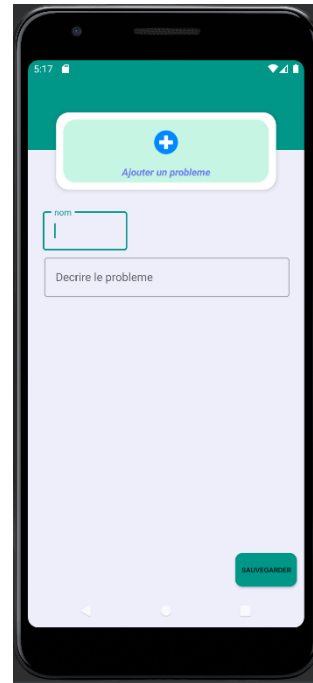 5:17
Ajouter un probleme
nom
Decrire le probleme
SAUVEGARDER